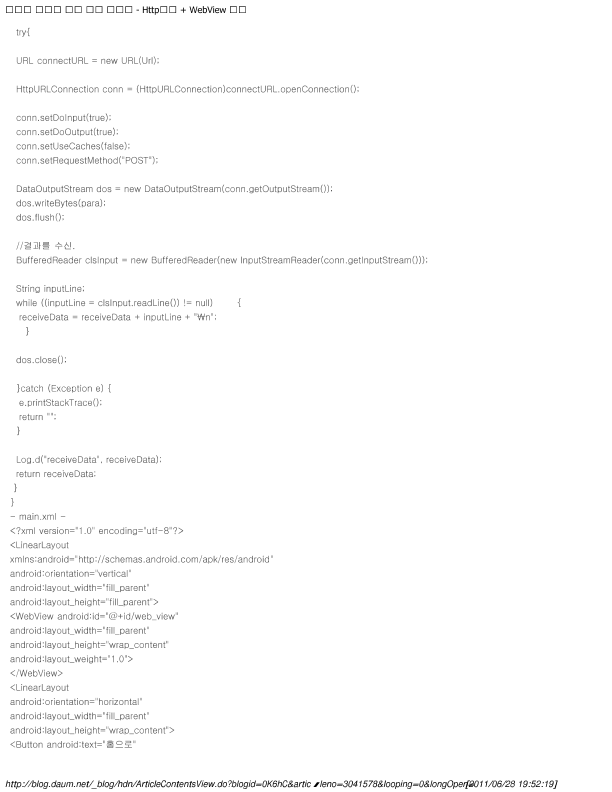 - Http + WebView
try{
URL connectURL = new URL(Url);
HttpURLConnection conn = (HttpURLConnection)connectURL.openConnection();
conn.setDoInput(true);
conn.setDoOutput(true);
conn.setUseCaches(false);
conn.setRequestMethod("POST");
DataOutputStream dos = new DataOutputStream(conn.getOutputStream());
dos.writeBytes(para);
dos.flush();
//결과를 수신.
BufferedReader clsInput = new BufferedReader(new InputStreamReader(conn.getInputStream()));
String inputLine;
while ((inputLine = clsInput.readLine()) != null) {
receiveData = receiveData + inputLine + "₩n";
}
dos.close();
}catch (Exception e) {
e.printStackTrace();
return "";
}
Log.d("receiveData", receiveData);
return receiveData;
}
}
- main.xml -
<?xml version="1.0" encoding="utf-8"?>
<LinearLayout
xmlns:android="http://schemas.android.com/apk/res/android"
android:orientation="vertical"
android:layout_width="fill_parent"
android:layout_height="fill_parent">
<WebView android:id="@+id/web_view"
android:layout_width="fill_parent"
android:layout_height="wrap_content"
android:layout_weight="1.0">
</WebView>
<LinearLayout
android:orientation="horizontal"
android:layout_width="fill_parent"
android:layout_height="wrap_content">
<Button android:text="홈으로"
http://blog.daum.net/_blog/hdn/ArticleContentsView.do?blogid=0K6hC&artic leno=3041578&looping=0&longOpen= [2011/06/28 19:52:19]